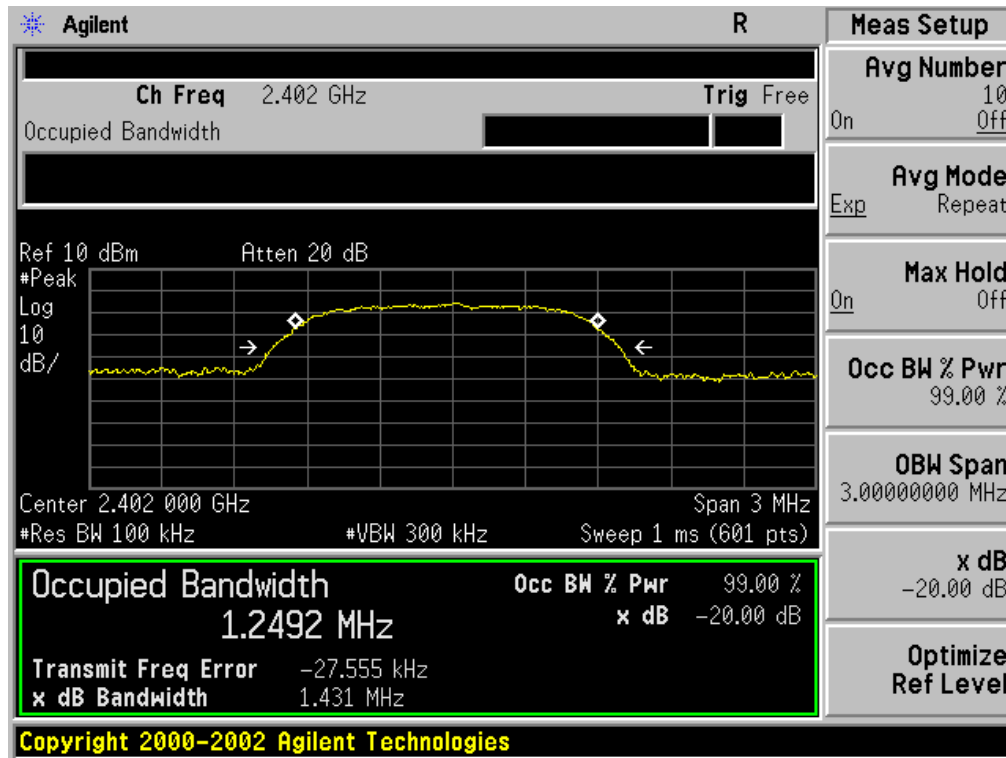 Agilent R
Ch Freq 2.402 GHz Trig Free
Occupied Bandwidth
Ref 10 dBm Atten 20 dB
#Peak
Log
10
dB/
Center 2.402 000 GHz Span 3 MHz
#Res BW 100 kHz #VBW 300 kHz Sweep 1 ms (601 pts)
Occupied Bandwidth
1.2492 MHz
Occ BW % Pwr 99.00 %
x dB -20.00 dB
Transmit Freq Error -27.555 kHz
x dB Bandwidth 1.431 MHz
Copyright 2000-2002 Agilent Technologies
Meas Setup
Avg Number
10
On Off
Avg Mode
Exp Repeat
Max Hold
On Off
Occ BW % Pwr
99.00 %
OBW Span
3.00000000 MHz
x dB
-20.00 dB
Optimize
Ref Level